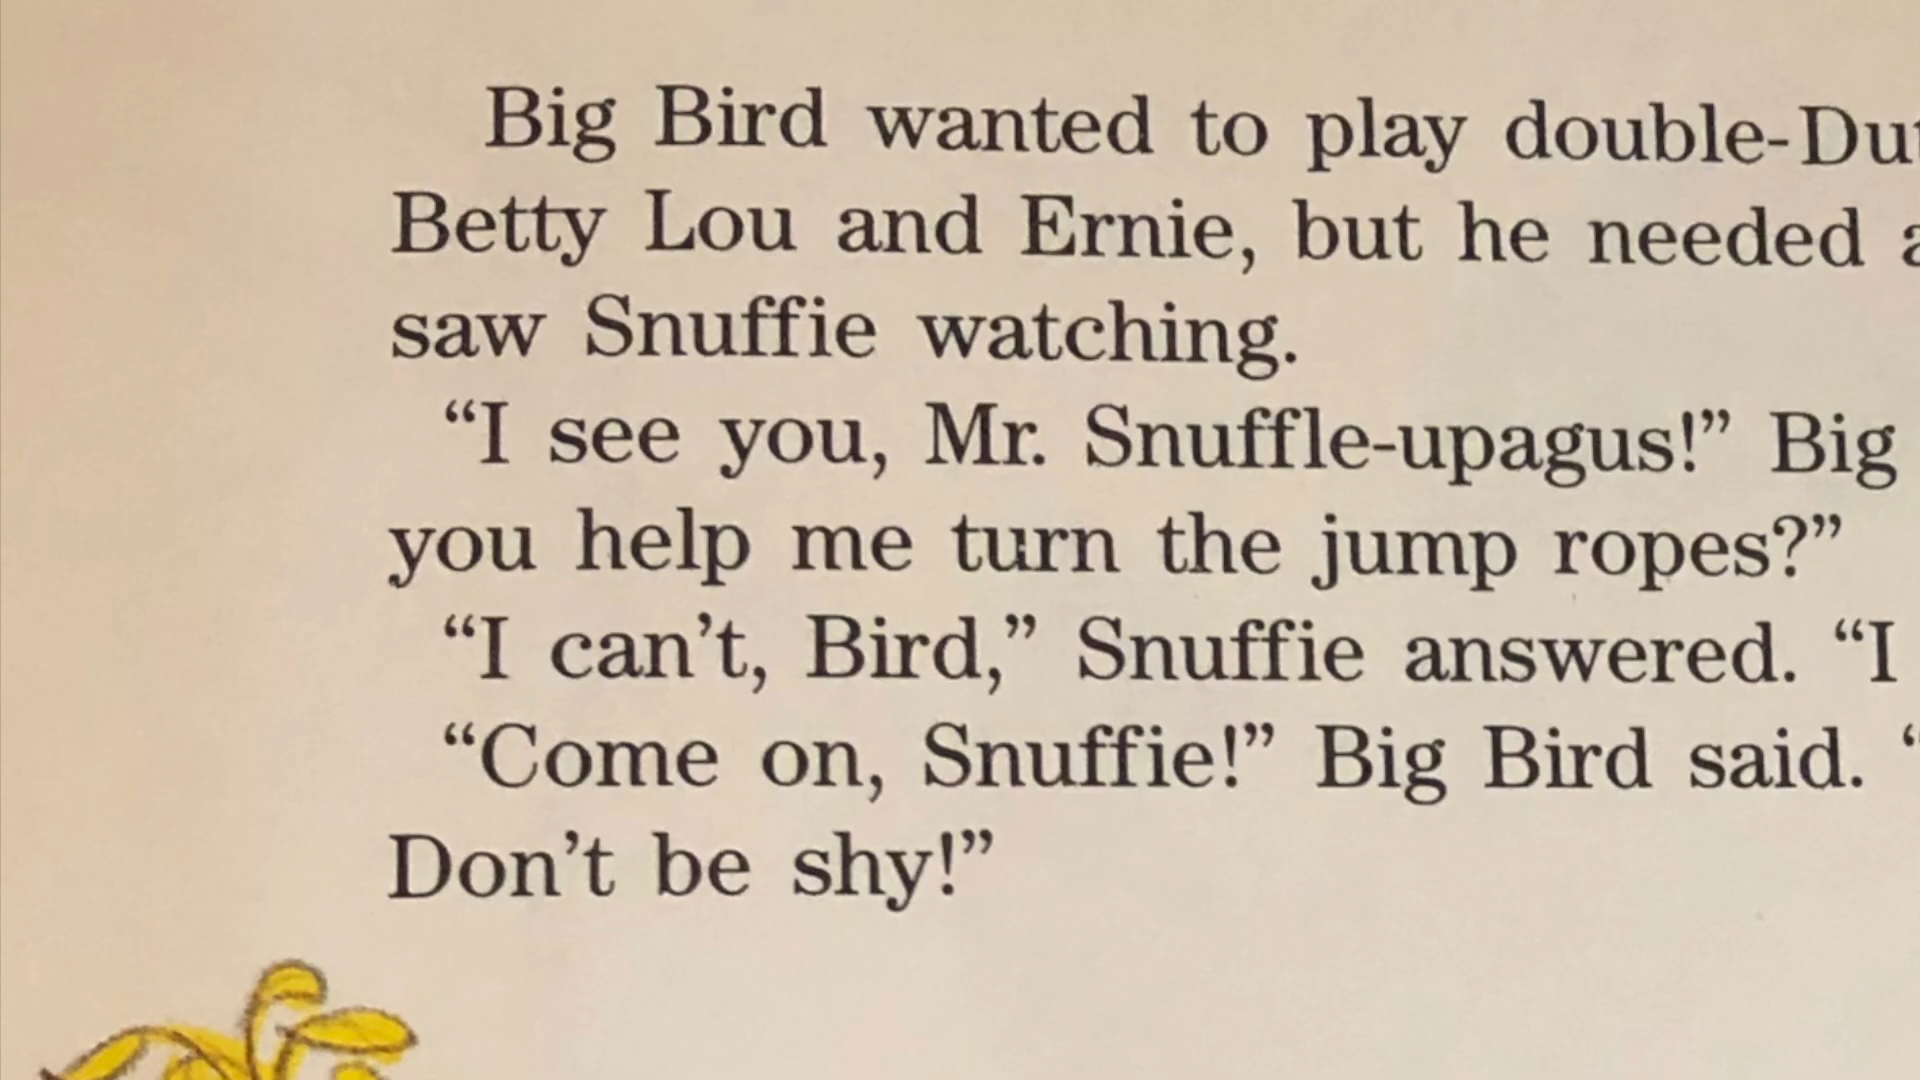 Big Bird wanted to play double-Du
Betty Lou and Ernie, but he needed a
saw Snuffie watching.
“I see you, Mr. Snuffle-upagus!” Big
you help me turn the jump ropes?”
“I can’t, Bird,” Snuffie answered. “I
“Come on, Snuffie!” Big Bird said. “
Don’t be shy!”